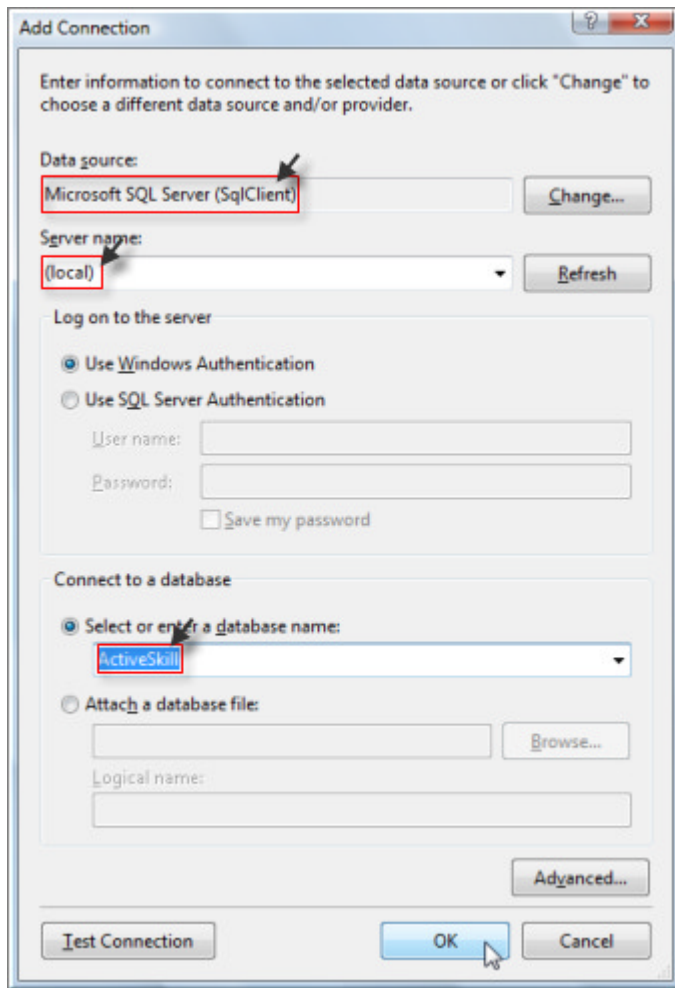 Add Connection
Enter information to connect to the selected data source or click "Change" to
choose a different data source and/or provider.
Data source:
Microsoft SQL Server (SqlClient)
Change...
Server name:
(local)
Refresh
Log on to the server
Use Windows Authentication
Use SQL Server Authentication
User name:
Password:
Save my password
Connect to a database
Select or enter a database name:
ActiveSkill
Attach a database file:
Browse...
Logical name:
Advanced...
Test Connection
OK
Cancel